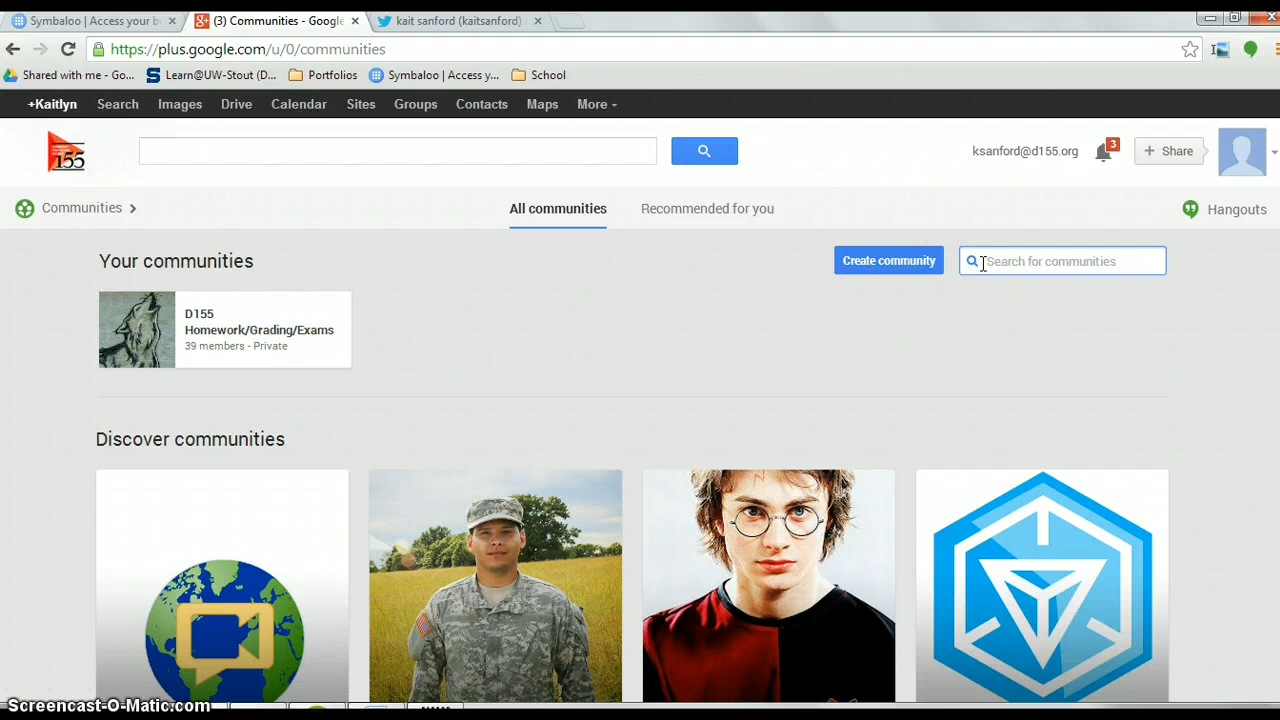 Symbaloo | Access your b
(3) Communities - Google
kait sanford (kaitsanford)
https://plus.google.com/u/0/communities
Shared with me - Go...
Learn@UW-Stout (D...
Portfolios
Symbaloo | Access y...
School
+Kaitlyn Search Images Drive Calendar Sites Groups Contacts Maps More
155
ksanford@d155.org
3
+ Share
Communities
All communities
Recommended for you
Hangouts
Your communities
Create community
Search for communities
D155
Homework/Grading/Exams
39 members - Private
Discover communities
Screencast-O-Matic.com